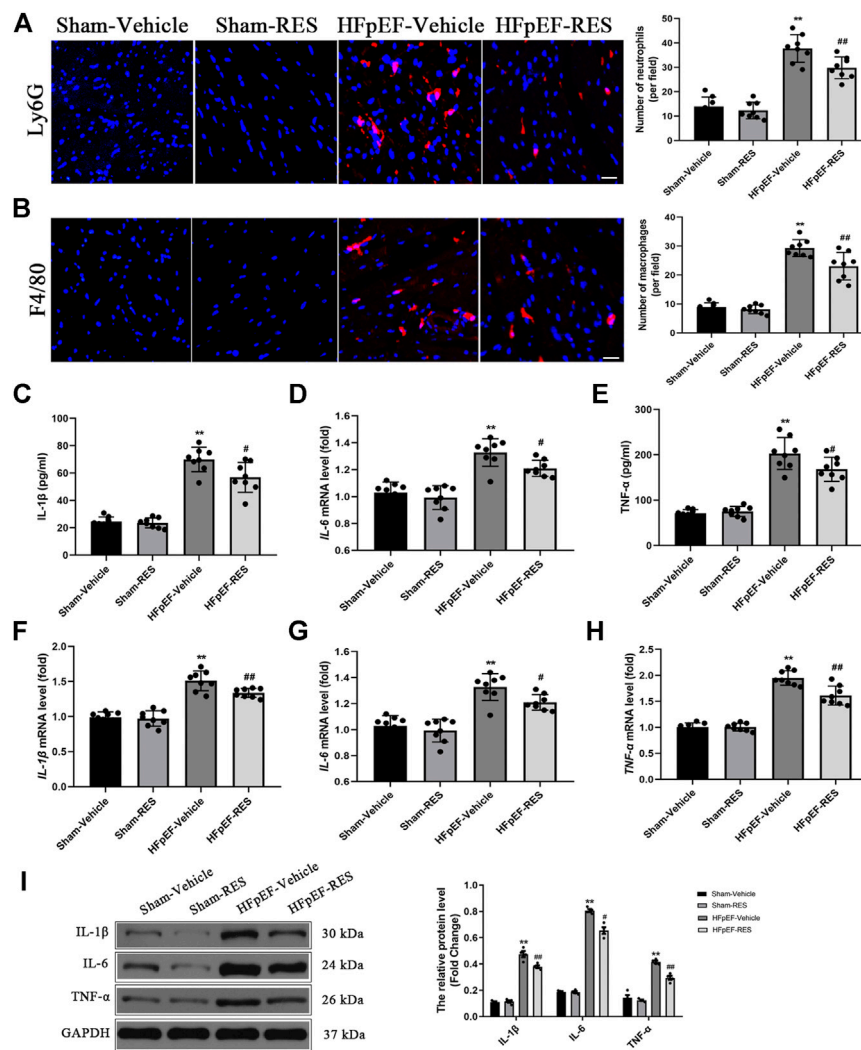 A
Sham-Vehicle Sham-RES HFpEF-Vehicle HFpEF-RES
Ly6G
Number of neutrophils
(per field)
50
40
30
20
10
0
**
##
Sham-Vehicle
Sham-RES
HFpEF-Vehicle
HFpEF-RES
B
F4/80
Number of macrophages
(per field)
40
30
20
10
0
**
##
Sham-Vehicle
Sham-RES
HFpEF-Vehicle
HFpEF-RES
C
IL-1β (pg/ml)
100
80
60
40
20
0
**
#
Sham-Vehicle
Sham-RES
HFpEF-Vehicle
HFpEF-RES
D
IL-6 mRNA level (fold)
1.6
1.4
1.2
1.0
0.8
0.6
**
#
Sham-Vehicle
Sham-RES
HFpEF-Vehicle
HFpEF-RES
E
TNF-α (pg/ml)
300
200
100
0
**
#
Sham-Vehicle
Sham-RES
HFpEF-Vehicle
HFpEF-RES
F
IL-1β mRNA level (fold)
2.0
1.5
1.0
0.5
0.0
**
##
Sham-Vehicle
Sham-RES
HFpEF-Vehicle
HFpEF-RES
G
IL-6 mRNA level (fold)
1.6
1.4
1.2
1.0
0.8
0.6
**
#
Sham-Vehicle
Sham-RES
HFpEF-Vehicle
HFpEF-RES
H
TNF-α mRNA level (fold)
2.5
2.0
1.5
1.0
0.5
0.0
**
##
Sham-Vehicle
Sham-RES
HFpEF-Vehicle
HFpEF-RES
I
Sham-Vehicle
Sham-RES
HFpEF-Vehicle
HFpEF-RES
IL-1β 30 kDa
IL-6 24 kDa
TNF-α 26 kDa
GAPDH 37 kDa
The relative protein level
(Fold Change)
1.0
0.8
0.6
0.4
0.2
0.0
**
##
**
#
**
##
IL-1β
IL-6
TNF-α
Sham-Vehicle
Sham-RES
HFpEF-Vehicle
HFpEF-RES